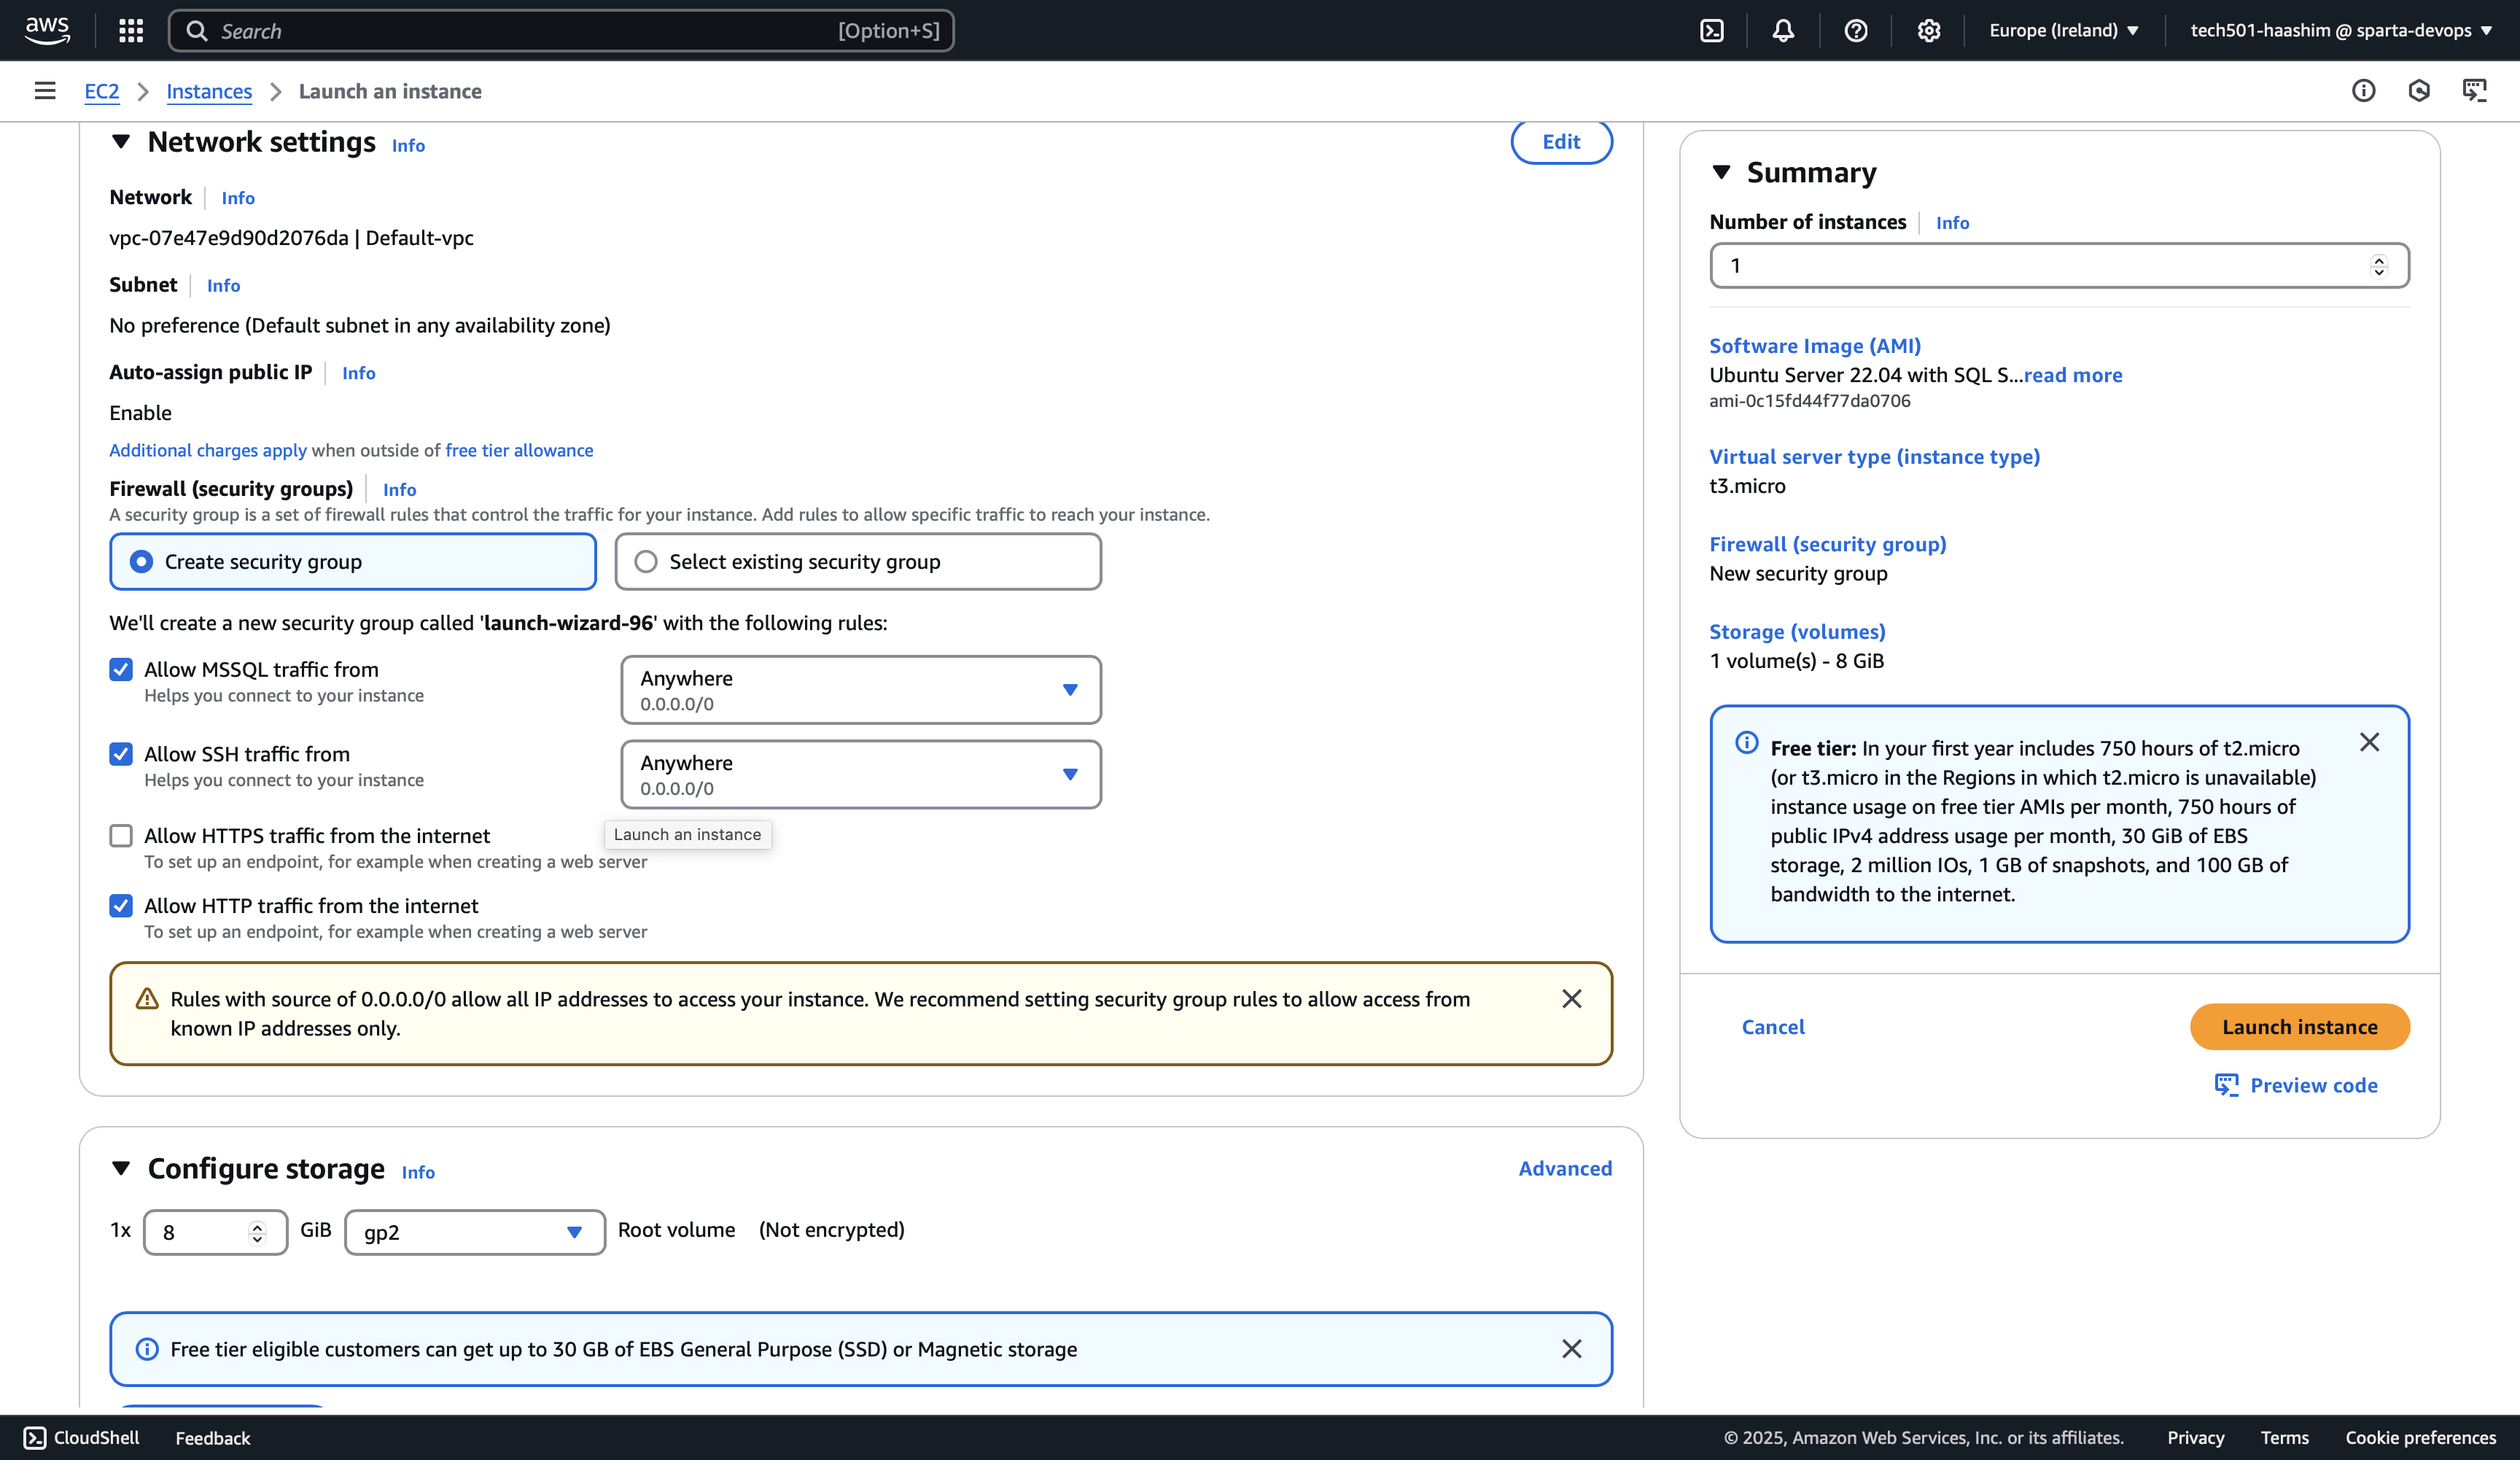 aws
Search
[Option+S]
Europe (Ireland)
tech501-haashim @ sparta-devops
EC2
Instances
Launch an instance
Network settings Info
Edit
Network
Info
vpc-07e47e9d90d2076da | Default-vpc
Subnet
Info
No preference (Default subnet in any availability zone)
Auto-assign public IP
Info
Enable
Additional charges apply when outside of free tier allowance
Firewall (security groups)
Info
A security group is a set of firewall rules that control the traffic for your instance. Add rules to allow specific traffic to reach your instance.
Create security group
Select existing security group
We'll create a new security group called 'launch-wizard-96' with the following rules:
Allow MSSQL traffic from
Helps you connect to your instance
Anywhere
0.0.0.0/0
Allow SSH traffic from
Helps you connect to your instance
Anywhere
0.0.0.0/0
Allow HTTPS traffic from the internet
To set up an endpoint, for example when creating a web server
Launch an instance
Allow HTTP traffic from the internet
To set up an endpoint, for example when creating a web server
Rules with source of 0.0.0.0/0 allow all IP addresses to access your instance. We recommend setting security group rules to allow access from
known IP addresses only.
Configure storage Info
Advanced
1x
8
GiB
gp2
Root volume
(Not encrypted)
Free tier eligible customers can get up to 30 GB of EBS General Purpose (SSD) or Magnetic storage
Summary
Number of instances
Info
1
Software Image (AMI)
Ubuntu Server 22.04 with SQL S...read more
ami-0c15fd44f77da0706
Virtual server type (instance type)
t3.micro
Firewall (security group)
New security group
Storage (volumes)
1 volume(s) - 8 GiB
Free tier: In your first year includes 750 hours of t2.micro
(or t3.micro in the Regions in which t2.micro is unavailable)
instance usage on free tier AMIs per month, 750 hours of
public IPv4 address usage per month, 30 GiB of EBS
storage, 2 million IOs, 1 GB of snapshots, and 100 GB of
bandwidth to the internet.
Cancel
Launch instance
Preview code
CloudShell
Feedback
© 2025, Amazon Web Services, Inc. or its affiliates.
Privacy
Terms
Cookie preferences